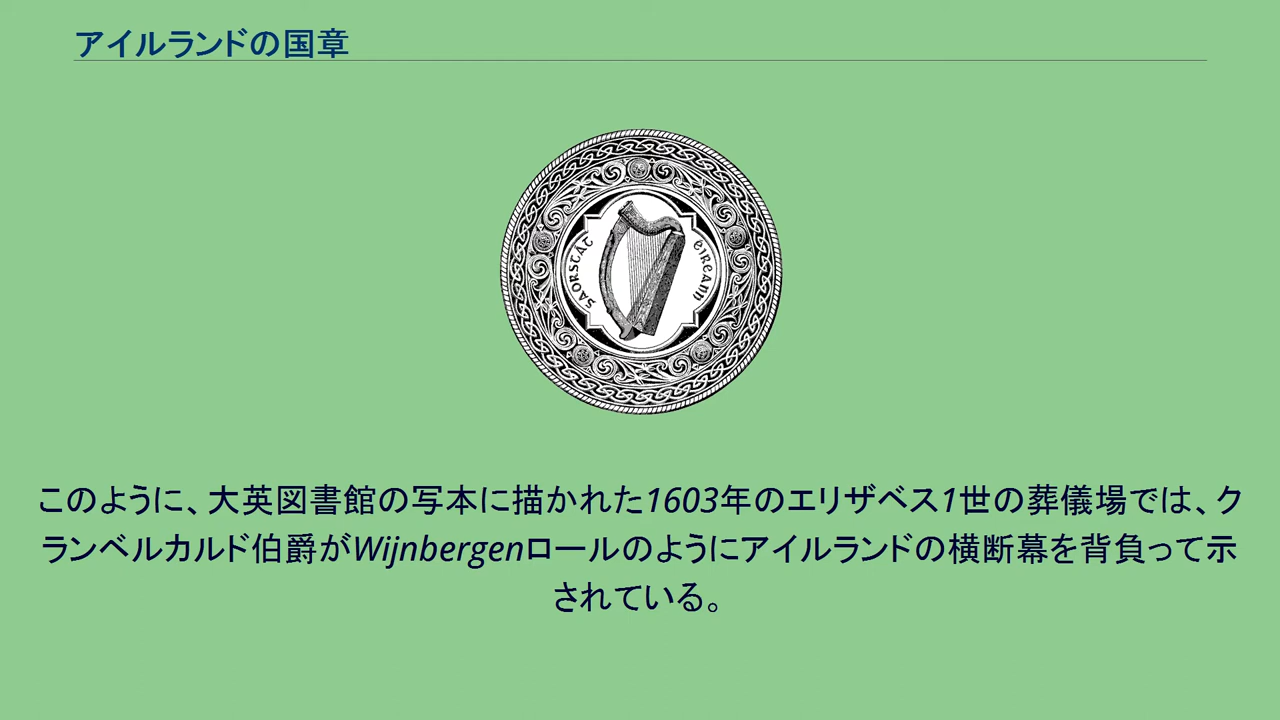 アイルランドの国章
SAORSTÁT
ÉIREANN
このように、大英図書館の写本に描かれた1603年のエリザベス1世の葬儀場では、ク
ランベルカルド伯爵がWijnbergenロールのようにアイルランドの横断幕を背負って示
されている。